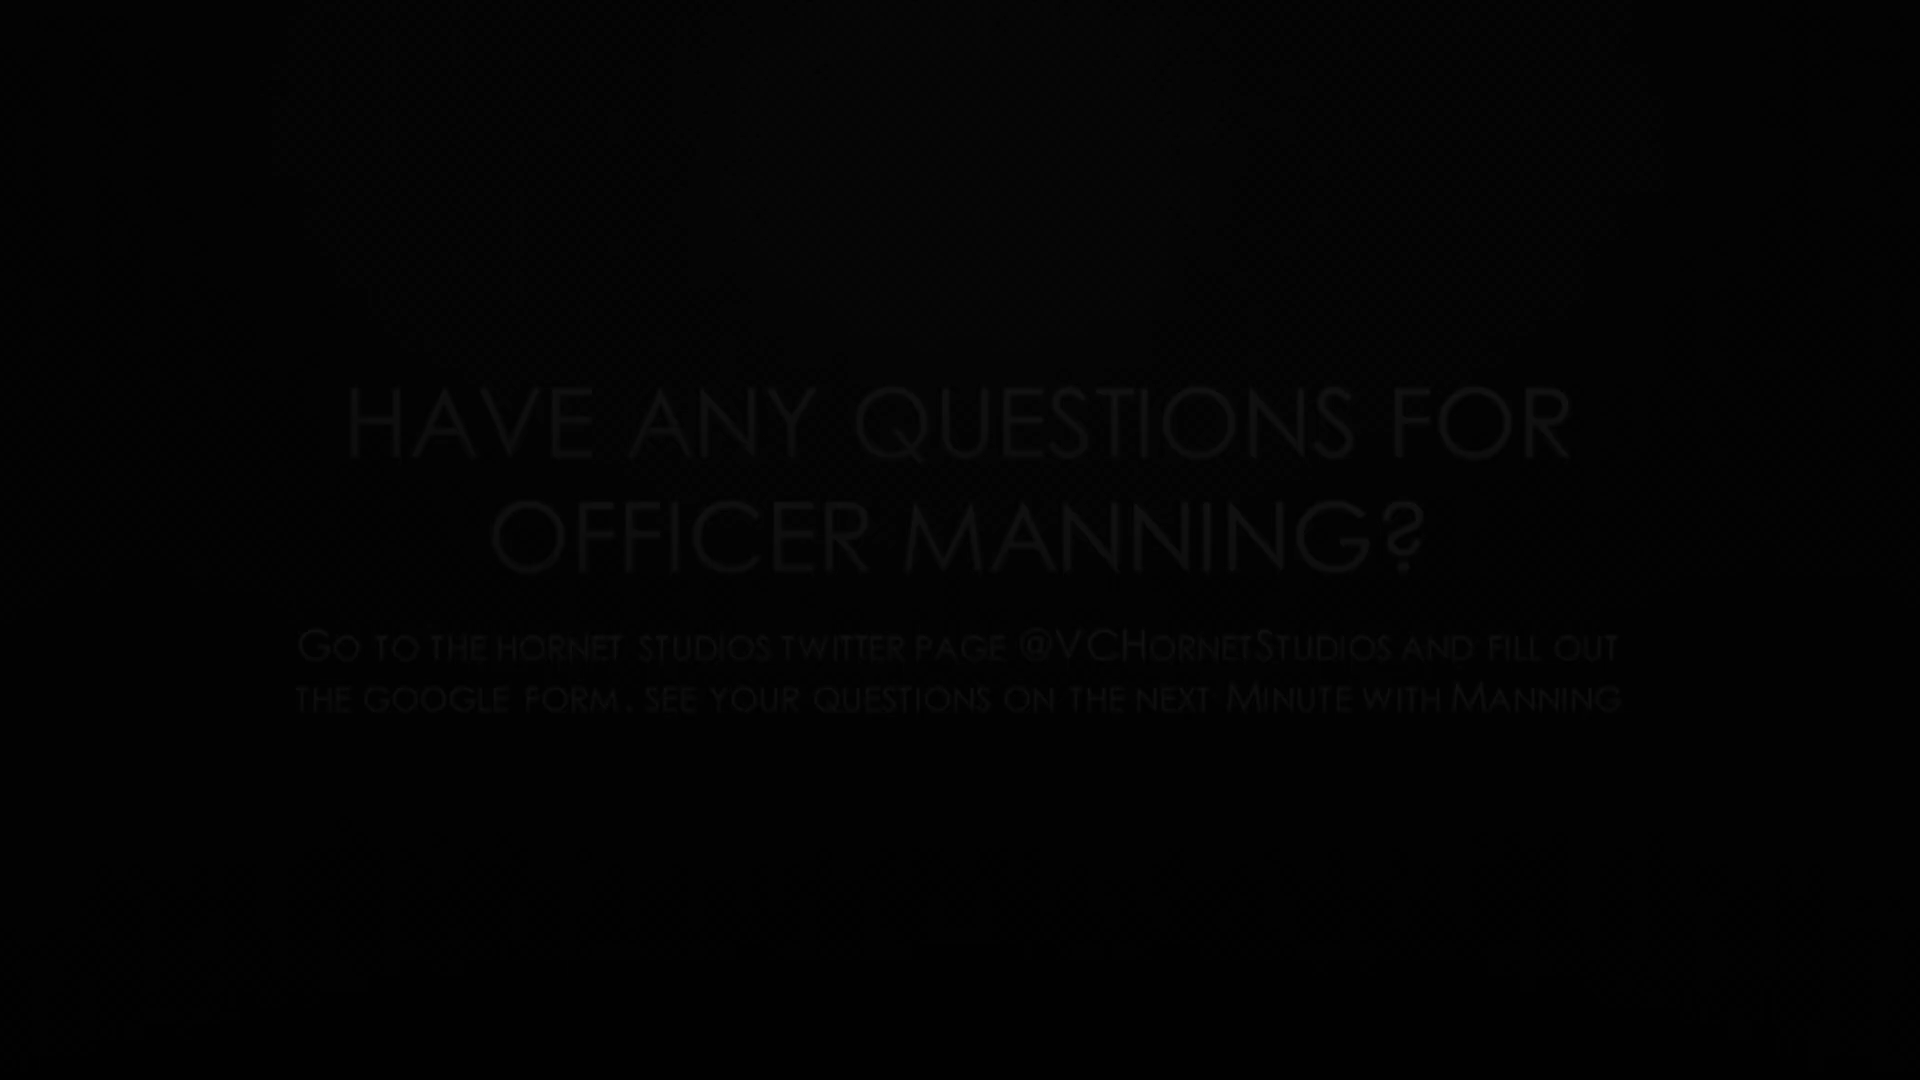 HAVE ANY QUESTIONS FOR
OFFICER MANNING?
GO TO THE HORNET STUDIOS TWITTER PAGE @VCHORNETSTUDIOS AND FILL OUT
THE GOOGLE FORM. SEE YOUR QUESTIONS ON THE NEXT MINUTE WITH MANNING